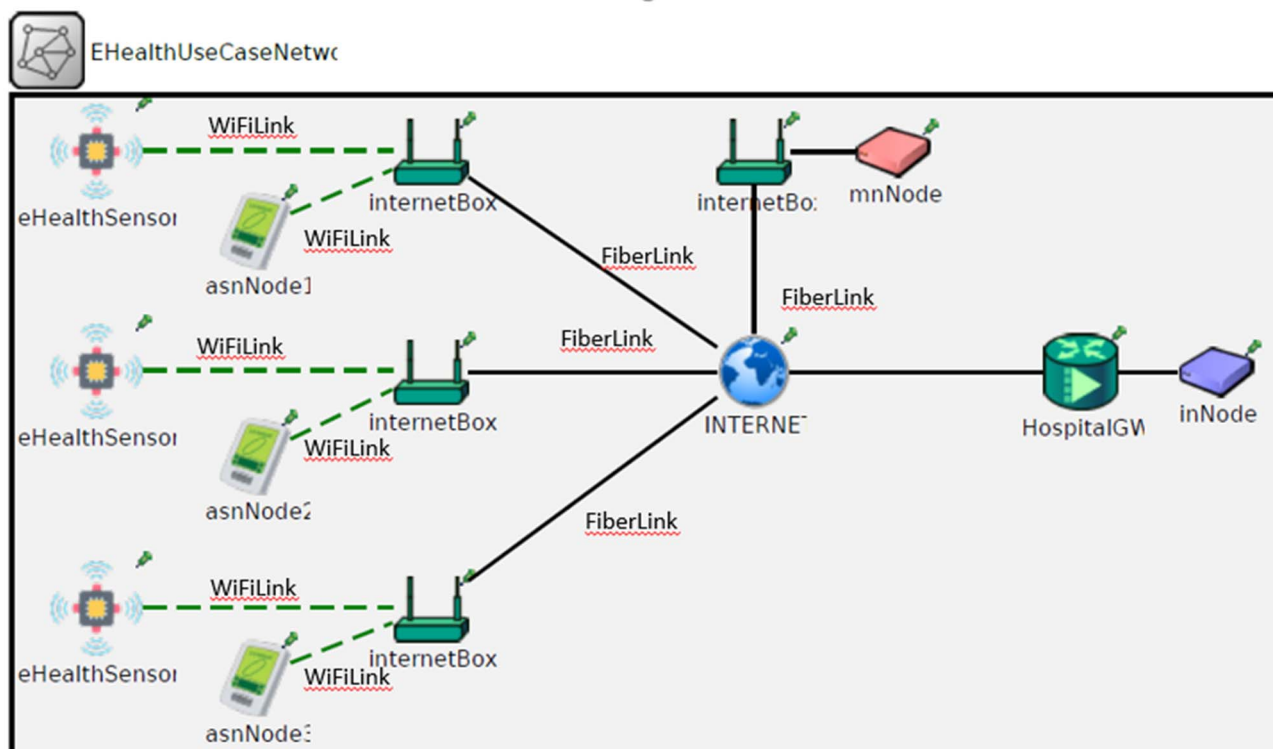 EHealthUseCaseNetwo
WiFiLink
eHealthSensor
WiFiLink
asnNode1
internetBox
internetBo
mnNode
FiberLink
FiberLink
WiFiLink
eHealthSensor
WiFiLink
asnNode2
internetBox
FiberLink
INTERNET
HospitalGW
inNode
FiberLink
WiFiLink
eHealthSensor
WiFiLink
asnNode3
internetBox